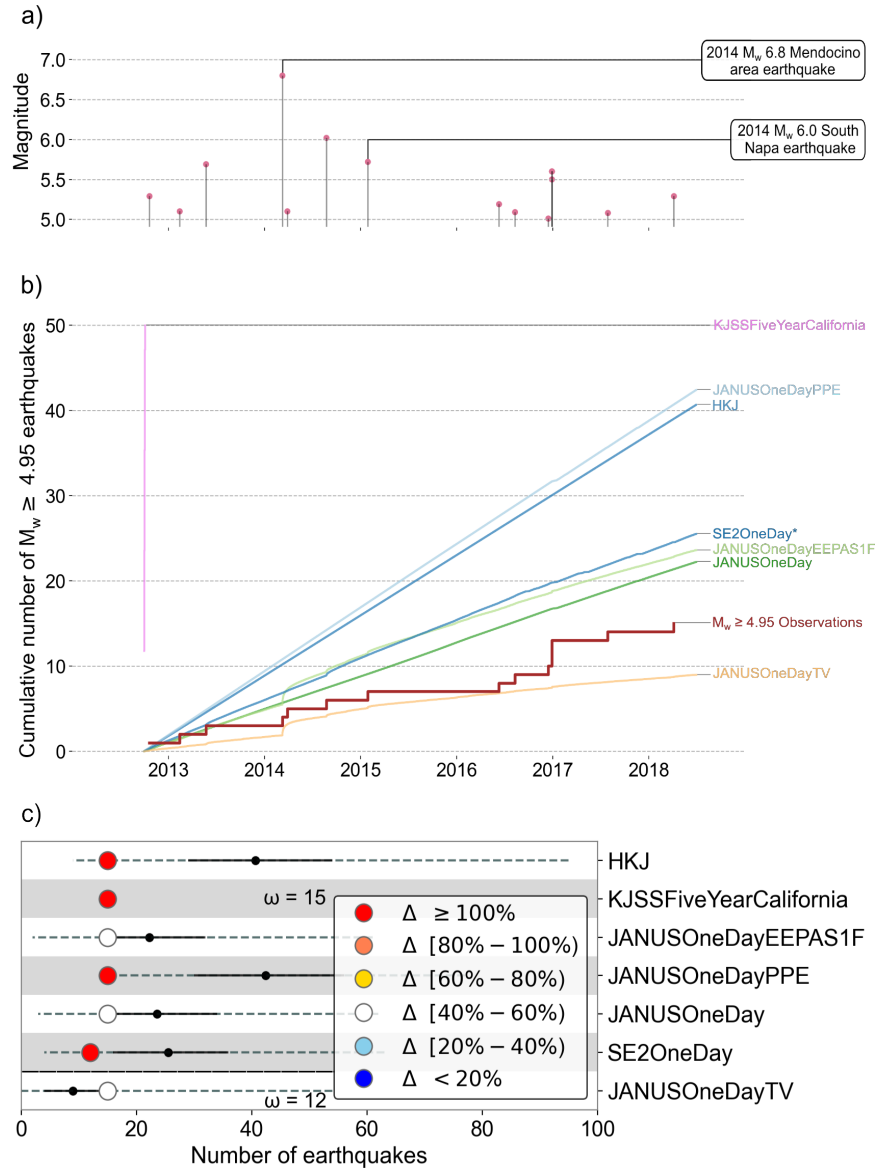 a)
7.0
6.5
6.0
5.5
5.0
Magnitude
2014 Mw 6.8 Mendocino
area earthquake
2014 Mw 6.0 South
Napa earthquake
b)
50
40
30
20
10
0
Cumulative number of Mw ≥ 4.95 earthquakes
KJSSFiveYearCalifornia
JANUSOneDayPPE
HKJ
SE2OneDay*
JANUSOneDayEEPAS1F
JANUSOneDay
Mw ≥ 4.95 Observations
JANUSOneDayTV
2013 2014 2015 2016 2017 2018
c)
HKJ
KJSSFiveYearCalifornia
JANUSOneDayEEPAS1F
JANUSOneDayPPE
JANUSOneDay
SE2OneDay
JANUSOneDayTV
ω = 15
Δ ≥ 100%
Δ [80% − 100%)
Δ [60% − 80%)
Δ [40% − 60%)
Δ [20% − 40%)
Δ < 20%
ω = 12
0 20 40 60 80 100
Number of earthquakes